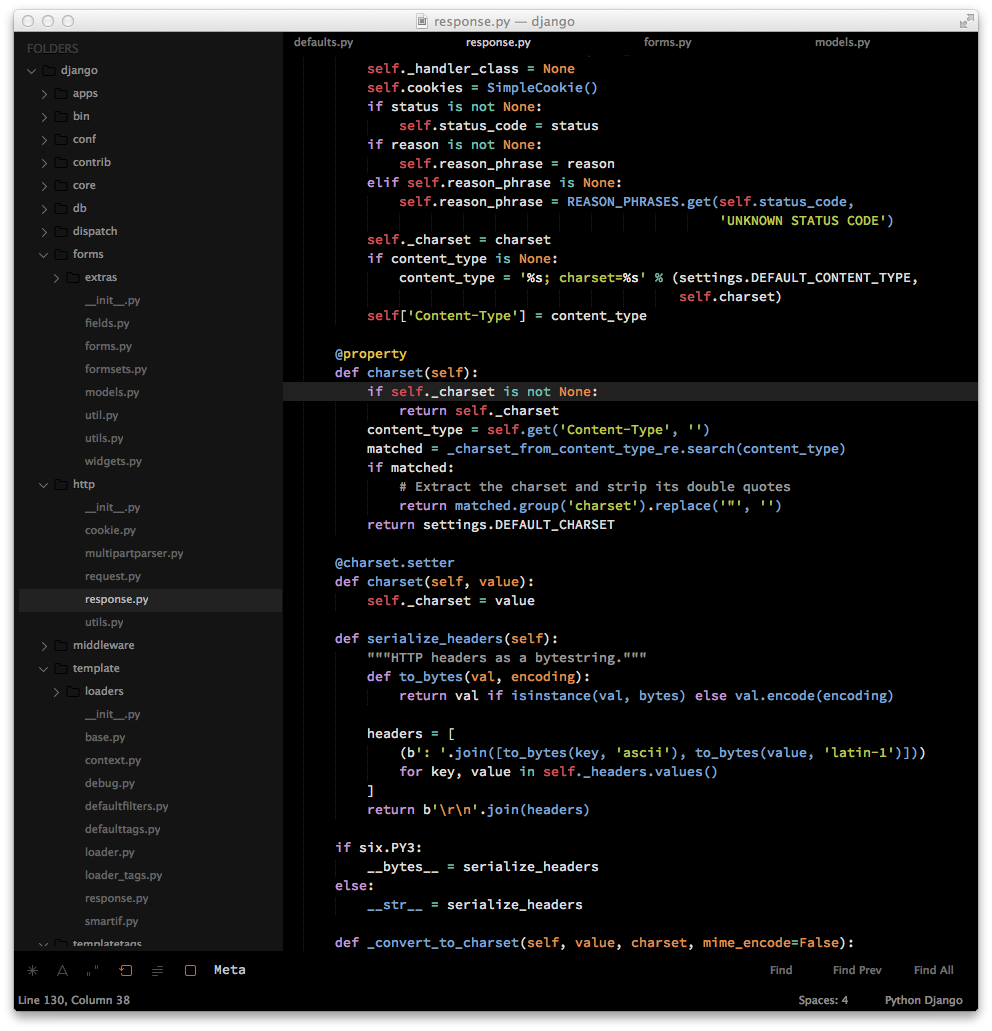 response.py — django
FOLDERS
django
apps
bin
conf
contrib
core
db
dispatch
forms
extras
__init__.py
fields.py
forms.py
formsets.py
models.py
util.py
utils.py
widgets.py
http
__init__.py
cookie.py
multipartparser.py
request.py
response.py
utils.py
middleware
template
loaders
__init__.py
base.py
context.py
debug.py
defaultfilters.py
defaulttags.py
loader.py
loader_tags.py
response.py
smartif.py
templatetags
defaults.py response.py forms.py models.py
        self._handler_class = None
        self.cookies = SimpleCookie()
        if status is not None:
            self.status_code = status
        if reason is not None:
            self.reason_phrase = reason
        elif self.reason_phrase is None:
            self.reason_phrase = REASON_PHRASES.get(self.status_code,
                                                    'UNKNOWN STATUS CODE')
        self._charset = charset
        if content_type is None:
            content_type = '%s; charset=%s' % (settings.DEFAULT_CONTENT_TYPE,
                                               self.charset)
        self['Content-Type'] = content_type
    @property
    def charset(self):
        if self._charset is not None:
            return self._charset
        content_type = self.get('Content-Type', '')
        matched = _charset_from_content_type_re.search(content_type)
        if matched:
            # Extract the charset and strip its double quotes
            return matched.group('charset').replace('"', '')
        return settings.DEFAULT_CHARSET
    @charset.setter
    def charset(self, value):
        self._charset = value
    def serialize_headers(self):
        """HTTP headers as a bytestring."""
        def to_bytes(val, encoding):
            return val if isinstance(val, bytes) else val.encode(encoding)
        headers = [
            (b': '.join([to_bytes(key, 'ascii'), to_bytes(value, 'latin-1')]))
            for key, value in self._headers.values()
        ]
        return b'\r\n'.join(headers)
    if six.PY3:
        __bytes__ = serialize_headers
    else:
        __str__ = serialize_headers
    def _convert_to_charset(self, value, charset, mime_encode=False):
Meta Find Find Prev Find All
Line 130, Column 38 Spaces: 4 Python Django